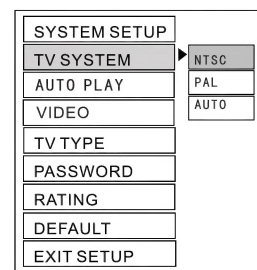 SYSTEM SETUP
TV SYSTEM
NTSC
AUTO PLAY
PAL
VIDEO
AUTO
TV TYPE
PASSWORD
RATING
DEFAULT
EXIT SETUP